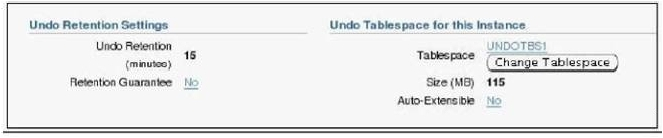 Undo Retention Settings
Undo Retention
(minutes) 15
Retention Guarantee No
Undo Tablespace for this Instance
Tablespace UNDOTBS1
Change Tablespace
Size (MB) 115
Auto-Extensible No